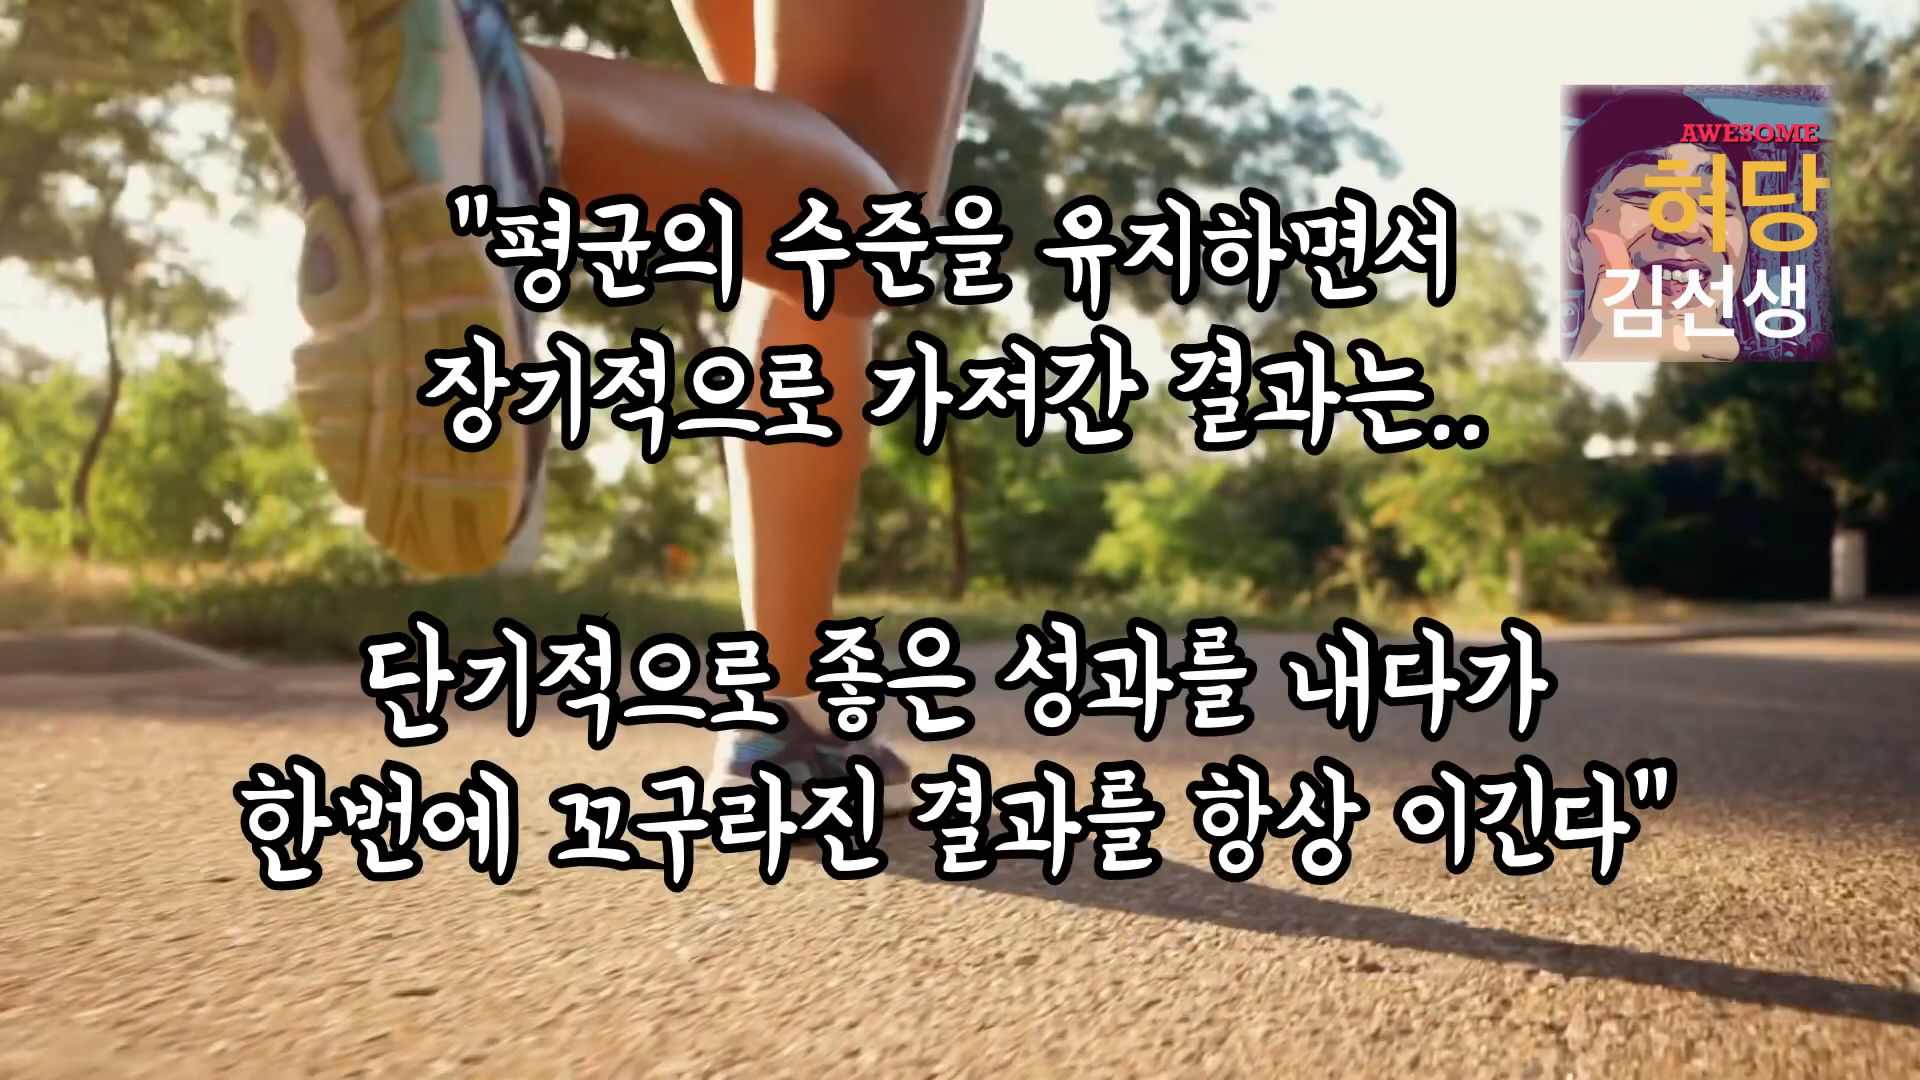 AWESOME
허당
김선생
"평균의 수준을 유지하면서
장기적으로 가져간 결과는..
단기적으로 좋은 성과를 내다가
한번에 꼬구라진 결과를 항상 이긴다"